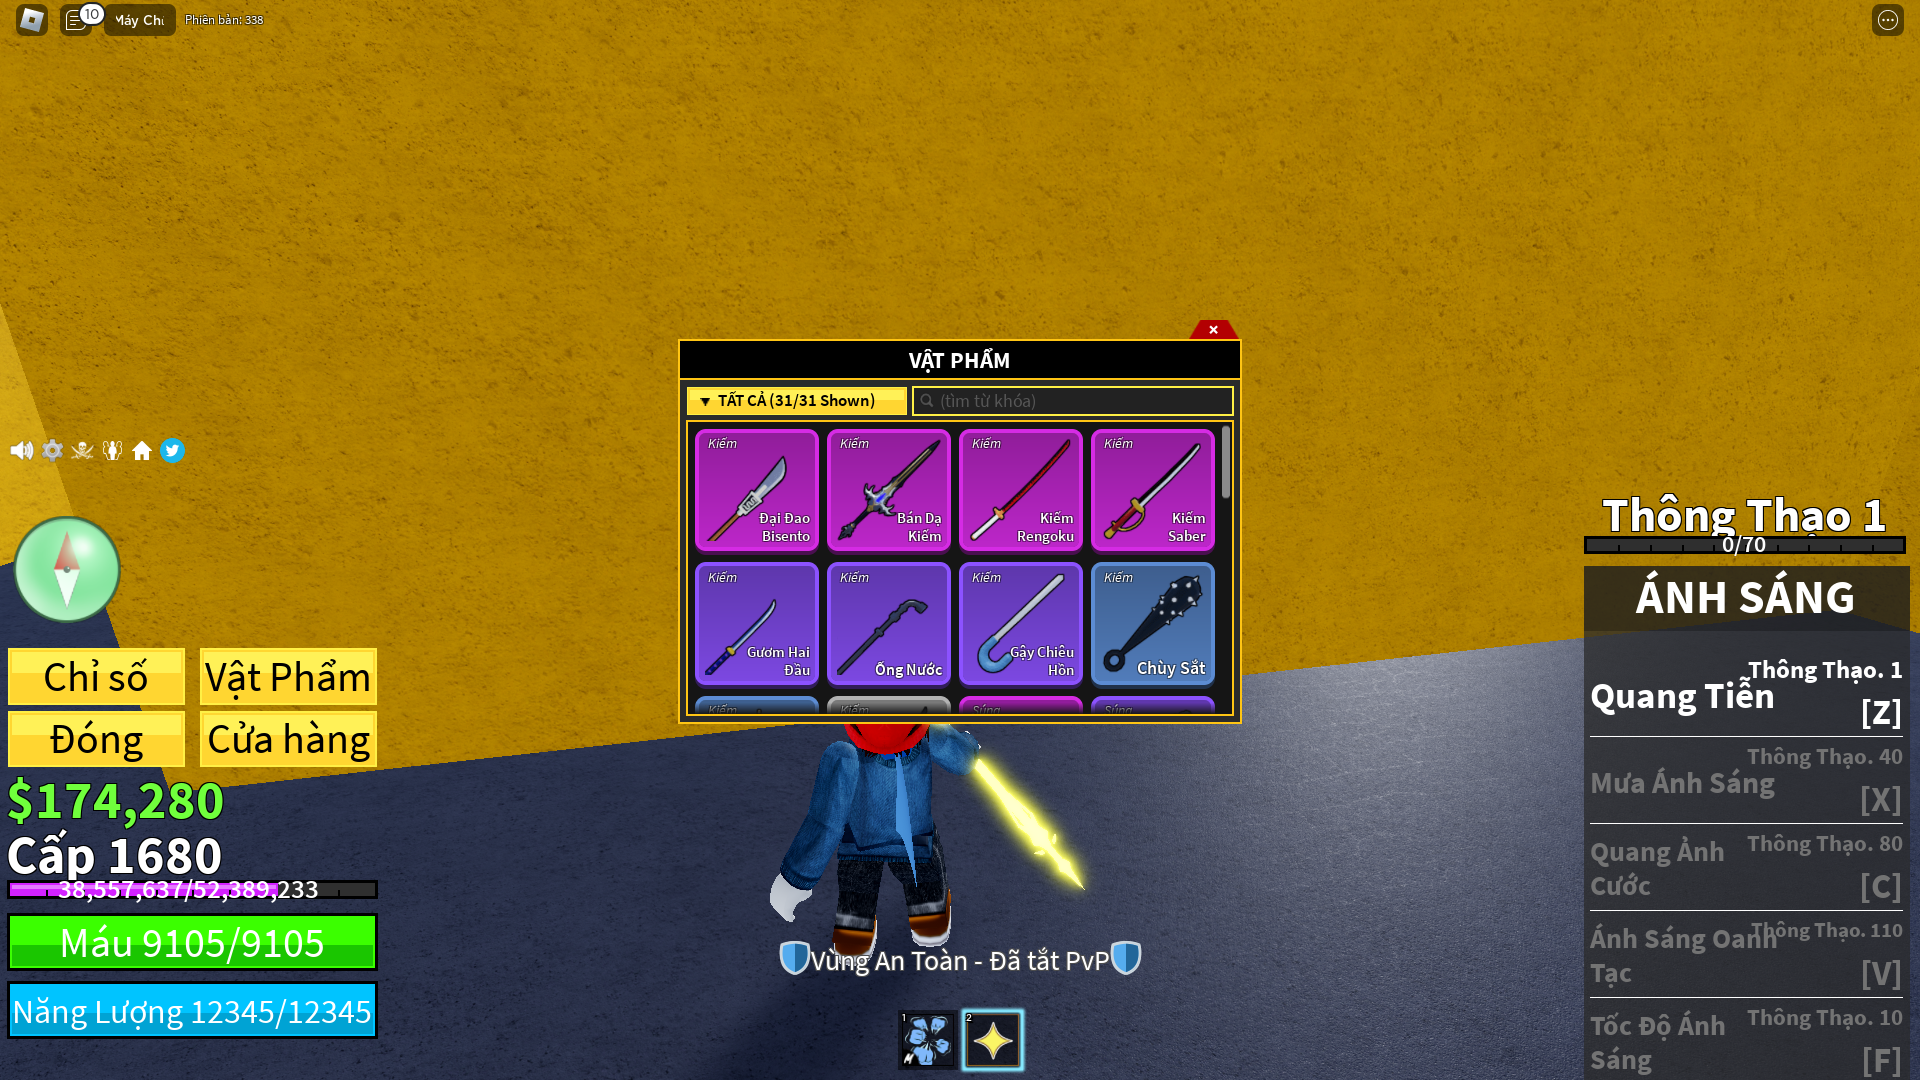 10
Máy Chủ
Phiên bản: 338
×
VẬT PHẨM
▼ TẤT CẢ (31/31 Shown)
(tìm từ khóa)
Kiếm
Đại Đao
Bisento
Kiếm
Bán Dạ
Kiếm
Kiếm
Kiếm
Rengoku
Kiếm
Kiếm
Saber
Kiếm
Gươm Hai
Đầu
Kiếm
Ống Nước
Kiếm
Gậy Chiêu
Hồn
Kiếm
Chùy Sắt
Kiếm
Kiếm
Súng
Súng
Chỉ số
Vật Phẩm
Đóng
Cửa hàng
$174,280
Cấp 1680
38,557,637/52,389,233
Máu 9105/9105
Năng Lượng 12345/12345
Vùng An Toàn - Đã tắt PvP
1
2
Thông Thạo 1
0/70
ÁNH SÁNG
Thông Thạo. 1
Quang Tiễn
[Z]
Thông Thạo. 40
Mưa Ánh Sáng
[X]
Thông Thạo. 80
Quang Ảnh
Cước
[C]
Thông Thạo. 110
Ánh Sáng Oanh
Tạc
[V]
Thông Thạo. 10
Tốc Độ Ánh
Sáng
[F]